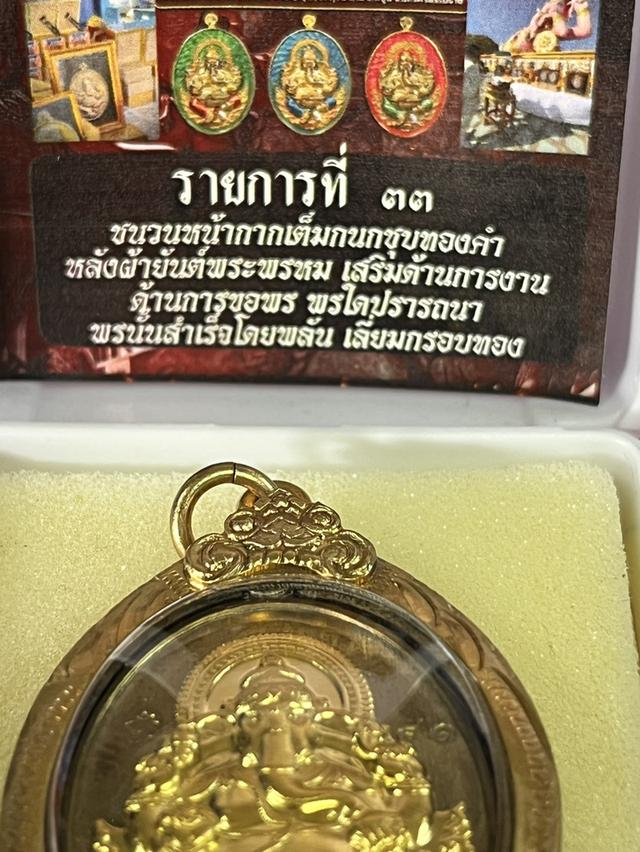 รายการที่ ๓๓
ชนวนหน้ากากเต็มกนกชุบทองคำ
หลังผ้ายันต์พระพรหม เสริมด้านการงาน
ด้านการขอพร พรใดปรารถนา
พรนั้นสำเร็จโดยพลัน เลี่ยมกรอบทอง